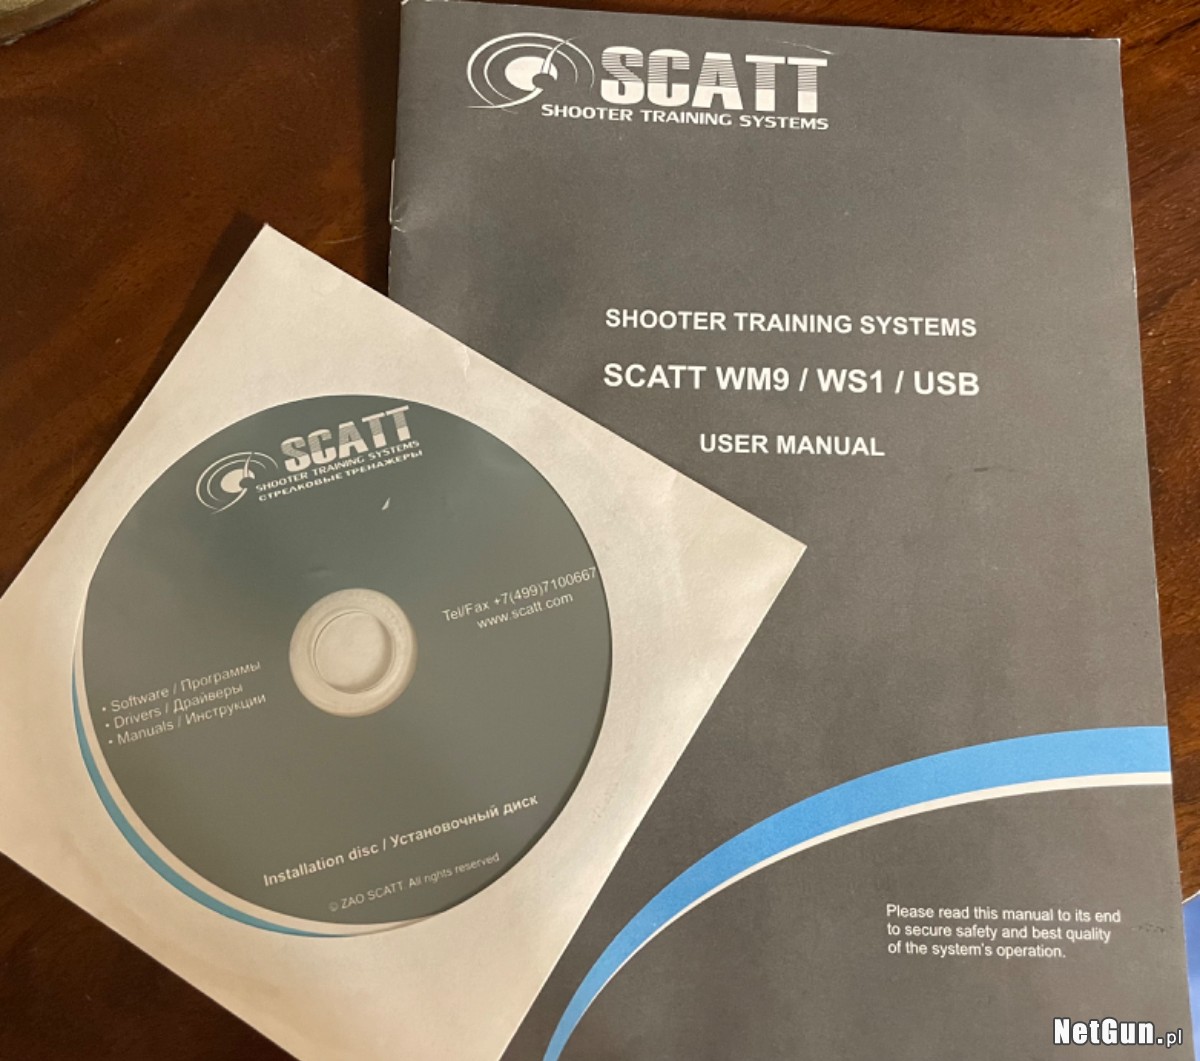 SCATT
SHOOTER TRAINING SYSTEMS
SHOOTER TRAINING SYSTEMS
SCATT WM9 / WS1 / USB
USER MANUAL
SCATT
SHOOTER TRAINING SYSTEMS
СТРЕЛКОВЫЕ ТРЕНАЖЕРЫ
Tel/Fax +7(499)7100667
www.scatt.com
• Software / Программы
• Drivers / Драйверы
• Manuals / Инструкции
Installation disc / Установочный диск
© ZAO SCATT. All rights reserved
Please read this manual to its end
to secure safety and best quality
of the system's operation.
NetGun.pl